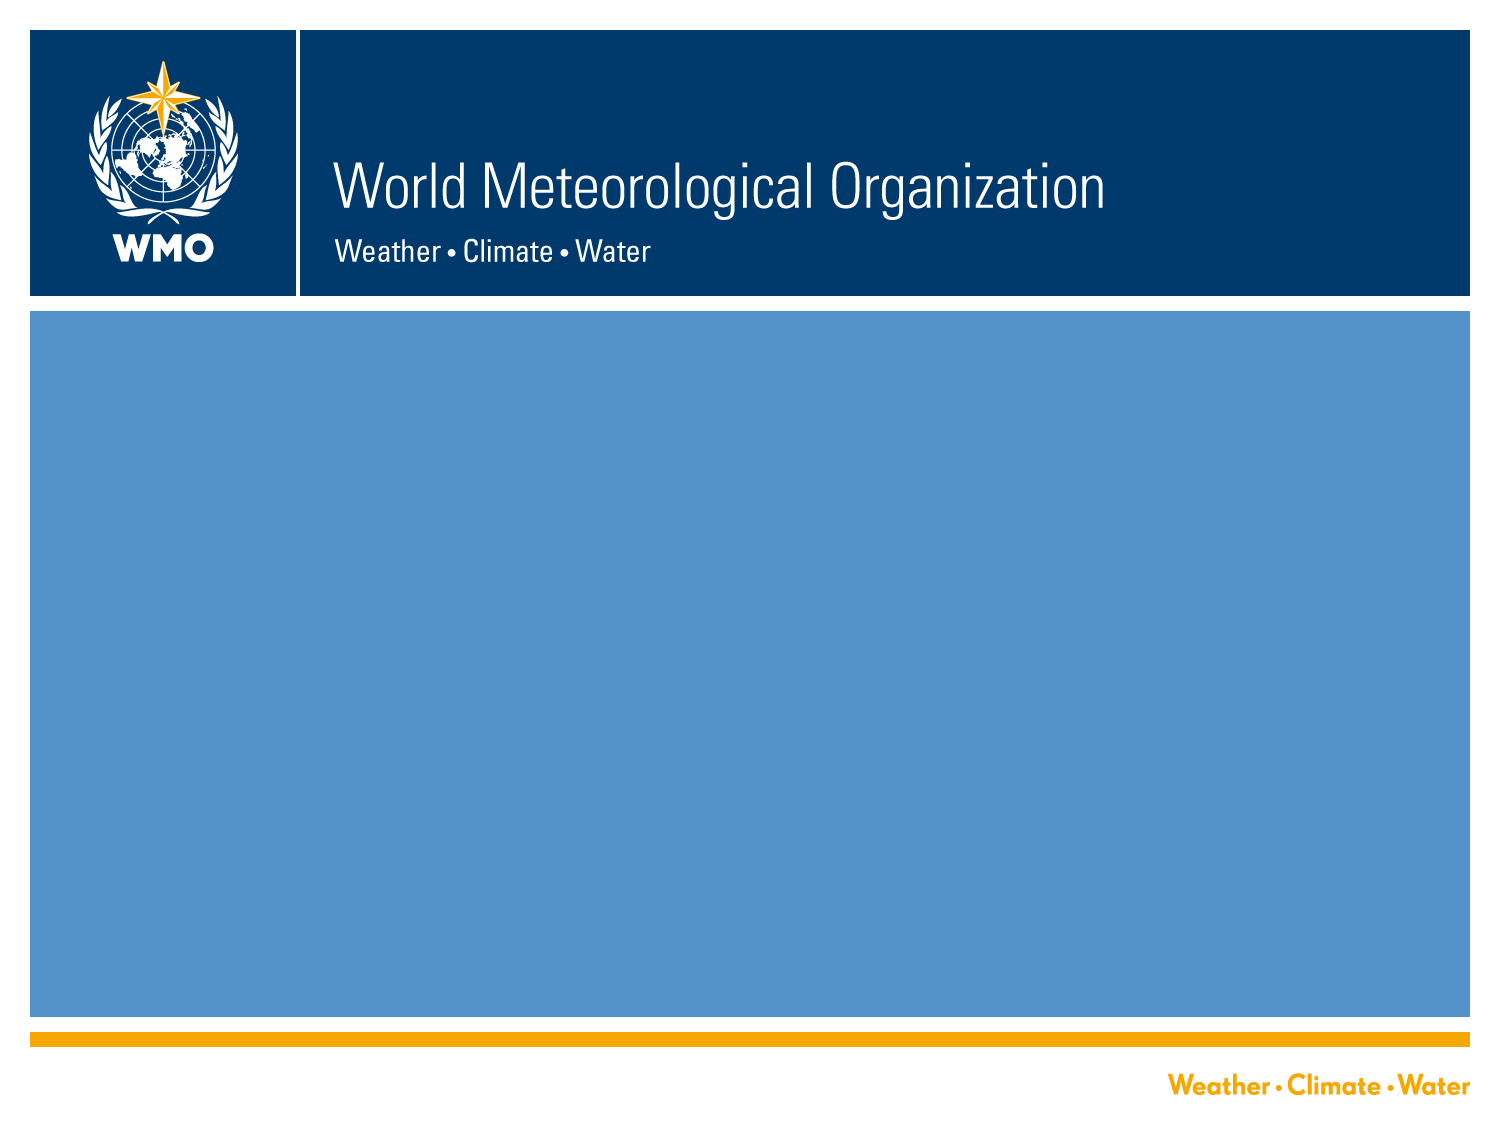 WMO
World Meteorological Organization
Weather • Climate • Water
Weather • Climate • Water